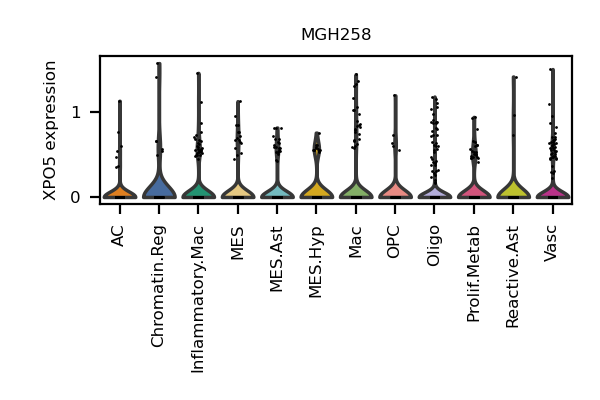 MGH258
XPO5 expression
1
0
AC
Chromatin.Reg
Inflammatory.Mac
MES
MES.Ast
MES.Hyp
Mac
OPC
Oligo
Prolif.Metab
Reactive.Ast
Vasc